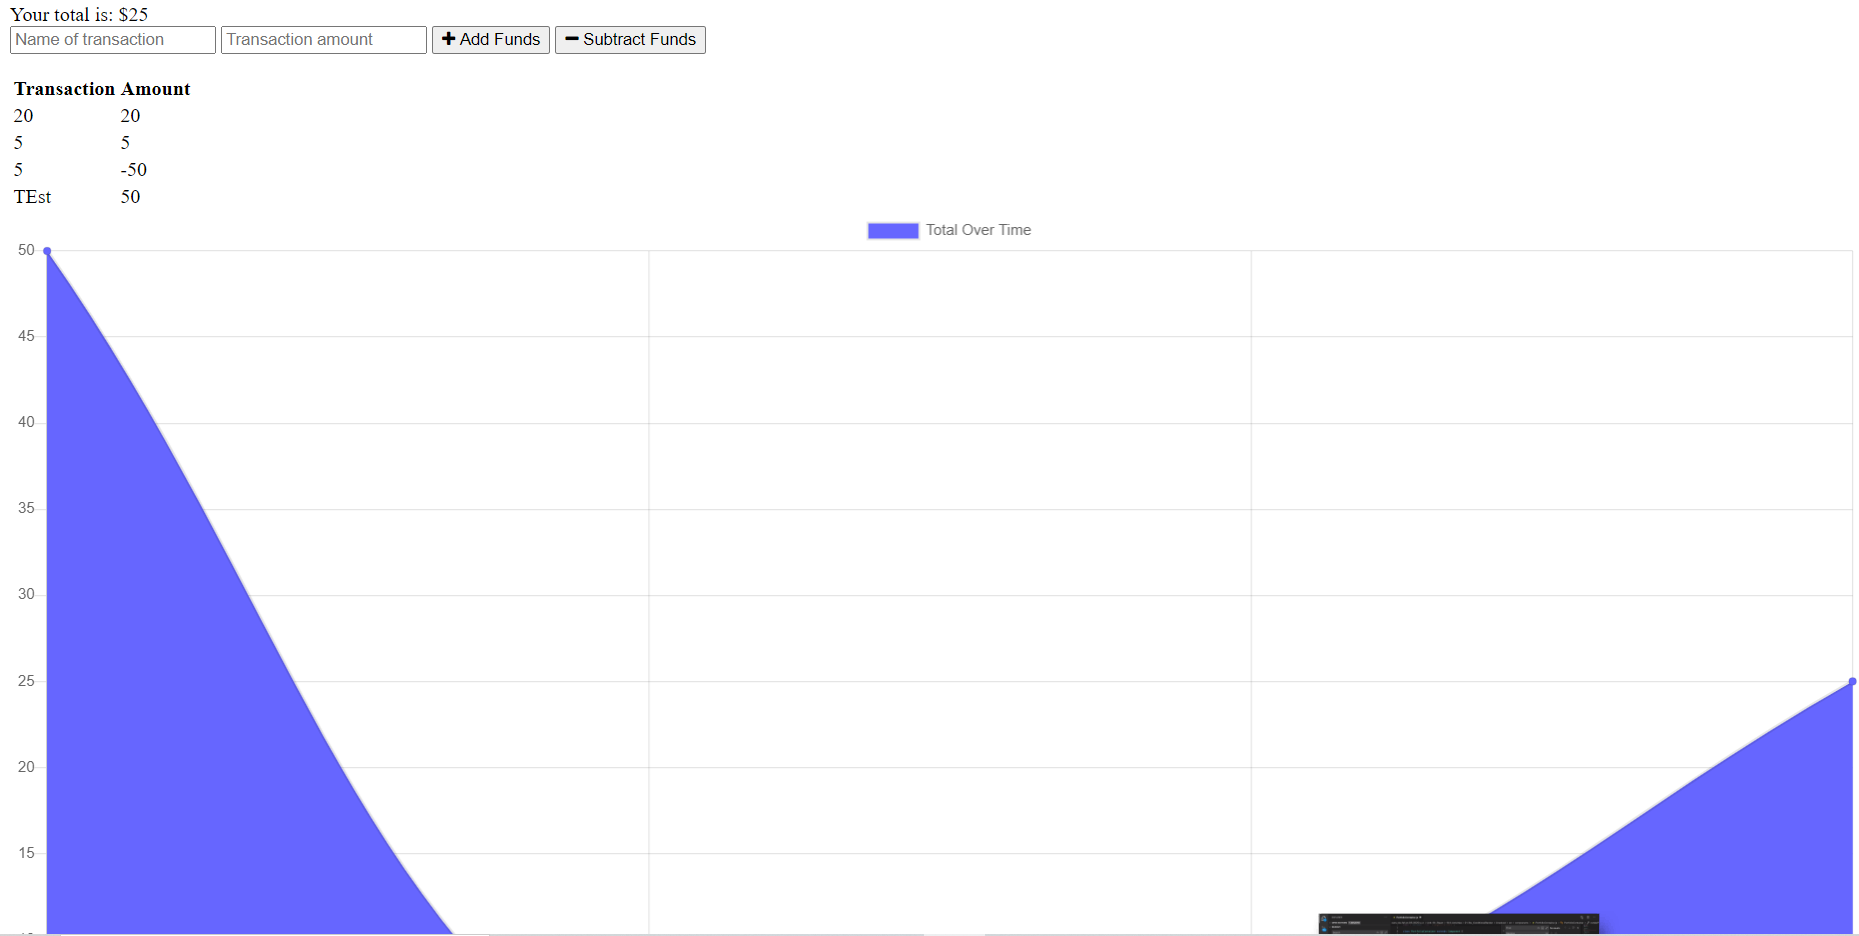 Your total is: $25
Name of transaction Transaction amount Add Funds Subtract Funds
Transaction Amount
20 20
5 5
5 -50
TEst 50
Total Over Time
50
45
40
35
30
25
20
15